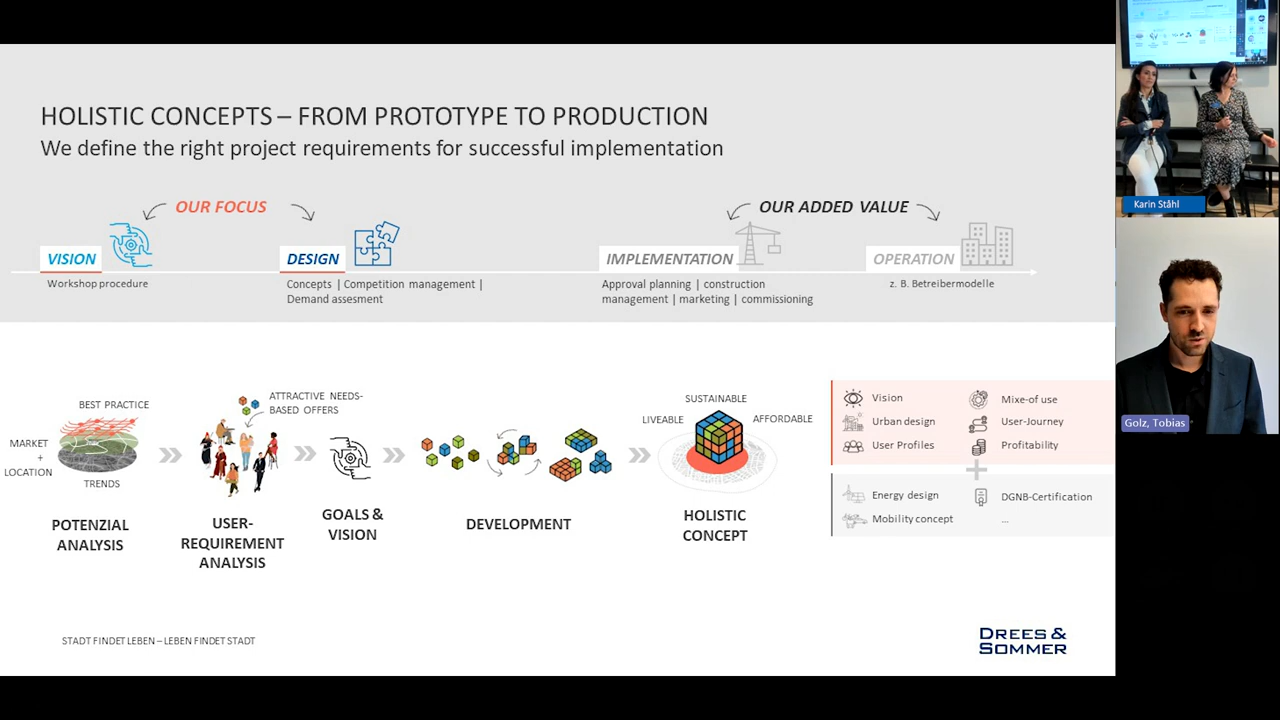 HOLISTIC CONCEPTS – FROM PROTOTYPE TO PRODUCTION
We define the right project requirements for successful implementation
OUR FOCUS
OUR ADDED VALUE
VISION
Workshop procedure
DESIGN
Concepts | Competition management |
Demand assesment
IMPLEMENTATION
Approval planning | construction
management | marketing | commissioning
OPERATION
z. B. Betreibermodelle
BEST PRACTICE
MARKET
+
LOCATION
TRENDS
POTENZIAL
ANALYSIS
ATTRACTIVE NEEDS-
BASED OFFERS
USER-
REQUIREMENT
ANALYSIS
GOALS &
VISION
DEVELOPMENT
SUSTAINABLE
LIVEABLE
AFFORDABLE
HOLISTIC
CONCEPT
Vision
Urban design
User Profiles
Mixe-of use
User-Journey
Profitability
Energy design
Mobility concept
DGNB-Certification
...
STADT FINDET LEBEN – LEBEN FINDET STADT
DREES &
SOMMER
Karin Ståhl
Golz, Tobias